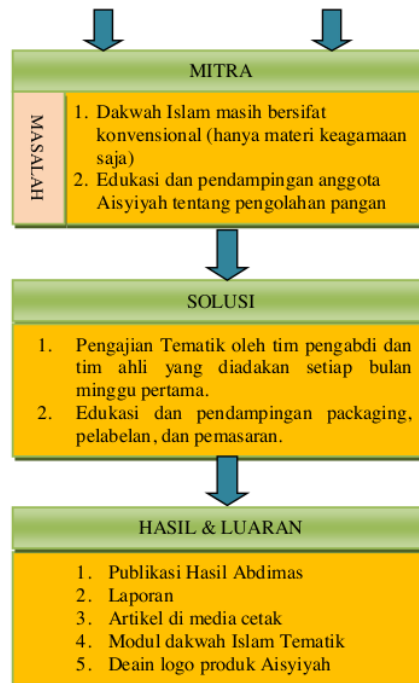 MITRA
MASALAH
1. Dakwah Islam masih bersifat
konvensional (hanya materi keagamaan
saja)
2. Edukasi dan pendampingan anggota
Aisyiyah tentang pengolahan pangan
SOLUSI
1. Pengajian Tematik oleh tim pengabdi dan
tim ahli yang diadakan setiap bulan
minggu pertama.
2. Edukasi dan pendampingan packaging,
pelabelan, dan pemasaran.
HASIL & LUARAN
1. Publikasi Hasil Abdimas
2. Laporan
3. Artikel di media cetak
4. Modul dakwah Islam Tematik
5. Deain logo produk Aisyiyah